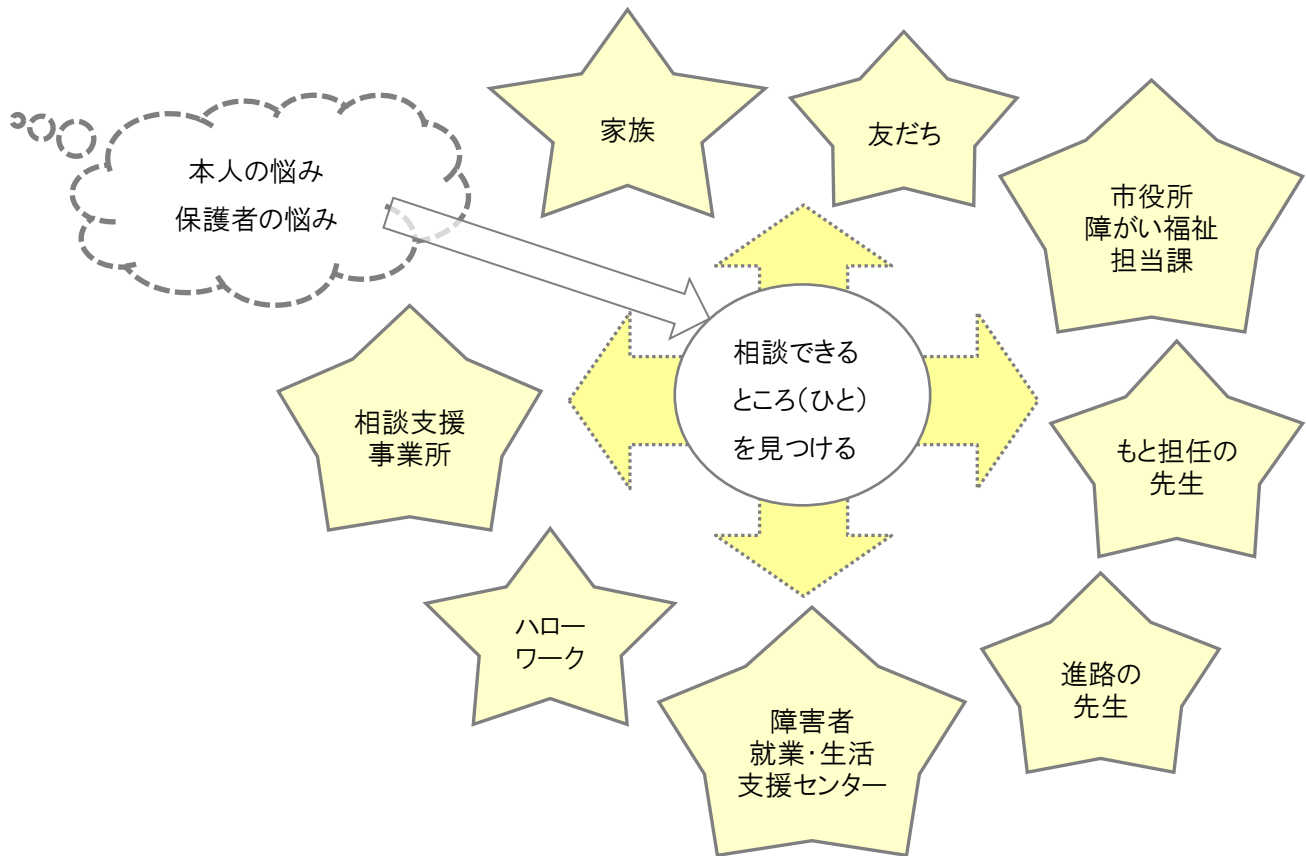 本人の悩み
保護者の悩み
家族
友だち
市役所
障がい福祉
担当課
相談できる
ところ(ひと)
を見つける
相談支援
事業所
もと担任の
先生
ハロー
ワーク
障害者
就業・生活
支援センター
進路の
先生